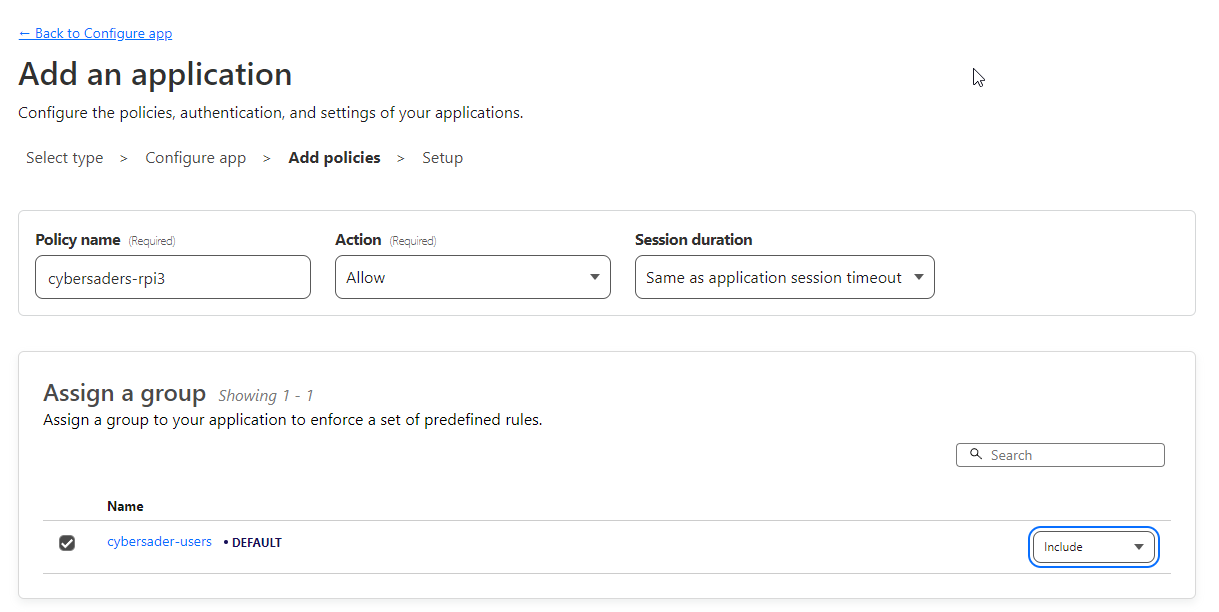 ← Back to Configure app
Add an application
Configure the policies, authentication, and settings of your applications.
Select type > Configure app > Add policies > Setup
Policy name (Required) Action (Required) Session duration
cybersaders-rpi3 Allow Same as application session timeout
Assign a group Showing 1 - 1
Assign a group to your application to enforce a set of predefined rules.
Search
Name
cybersader-users • DEFAULT Include